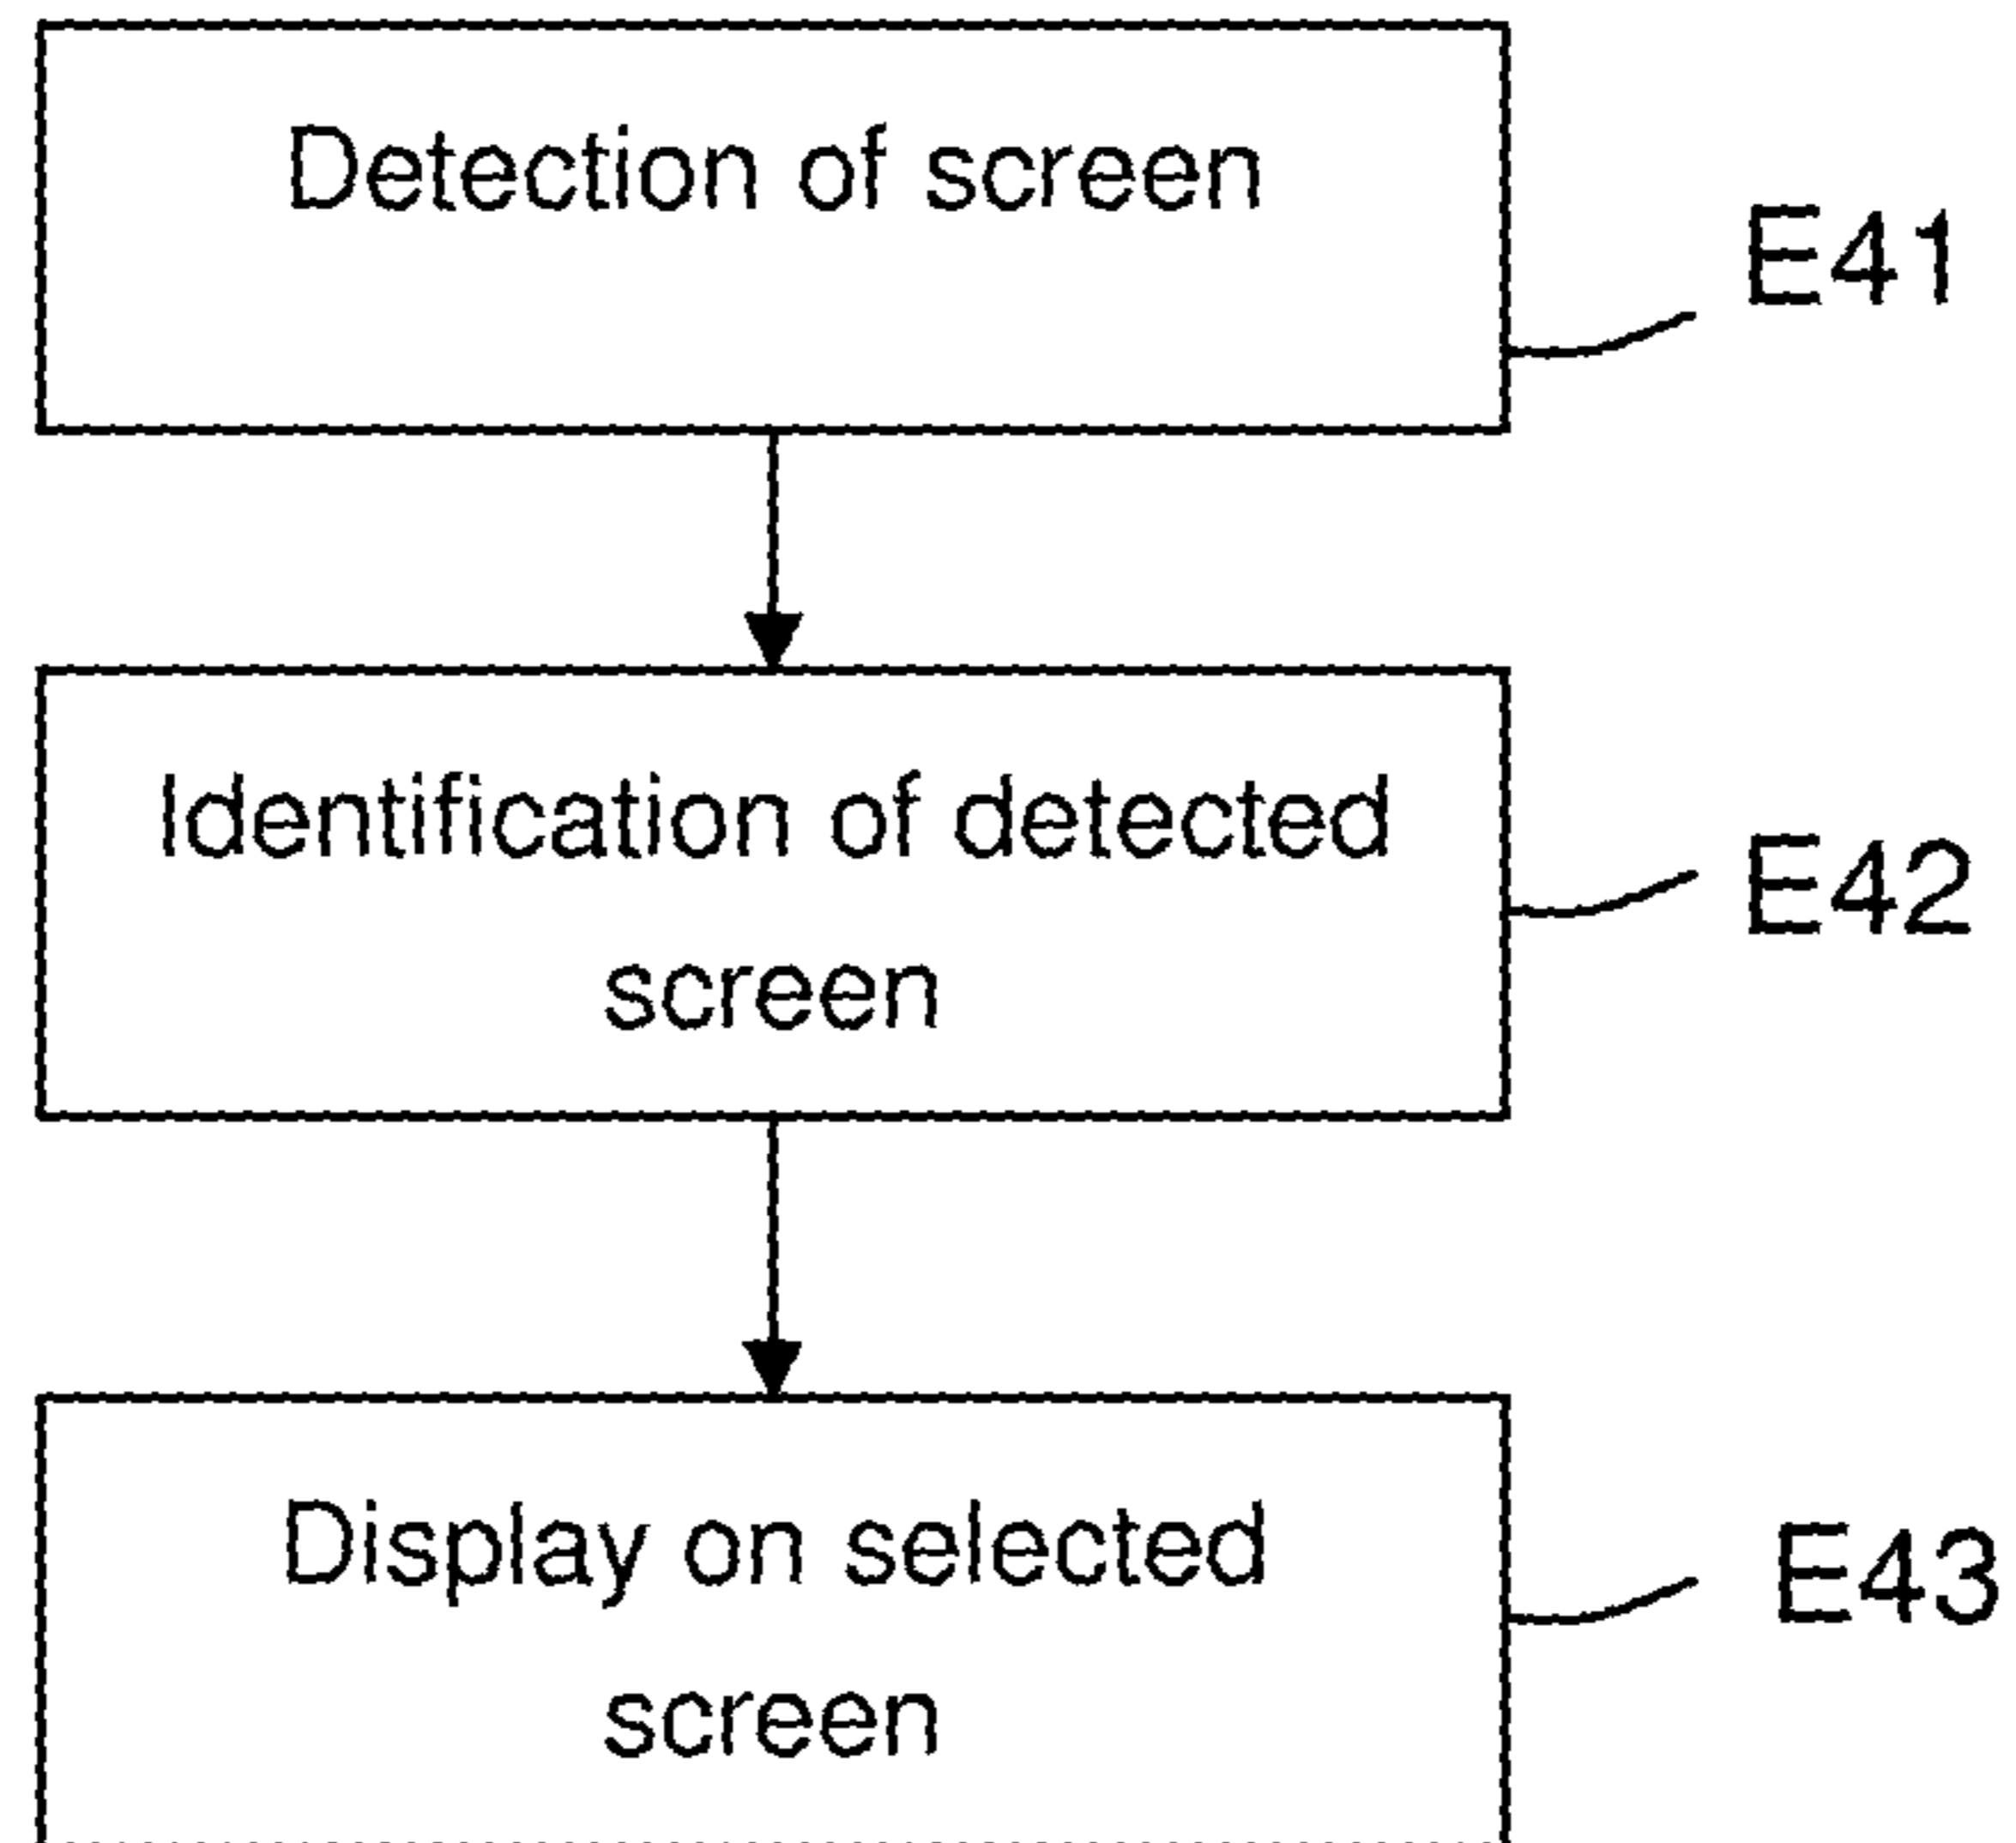 Detection of screen
E41
Identification of detected
screen
E42
Display on selected
screen
E43